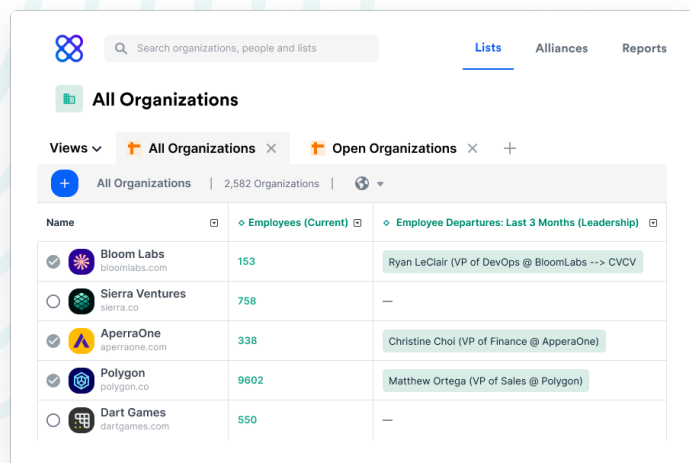 Search organizations, people and lists
Lists
Alliances
Reports
All Organizations
Views
All Organizations
Open Organizations
All Organizations | 2,582 Organizations |
Name
Employees (Current)
Employee Departures: Last 3 Months (Leadership)
Bloom Labs
bloomlabs.com
153
Ryan LeClair (VP of DevOps @ BloomLabs --> CVCV
Sierra Ventures
sierra.co
758
—
AperraOne
aperraone.com
338
Christine Choi (VP of Finance @ ApperaOne)
Polygon
polygon.co
9602
Matthew Ortega (VP of Sales @ Polygon)
Dart Games
dartgames.com
550
—